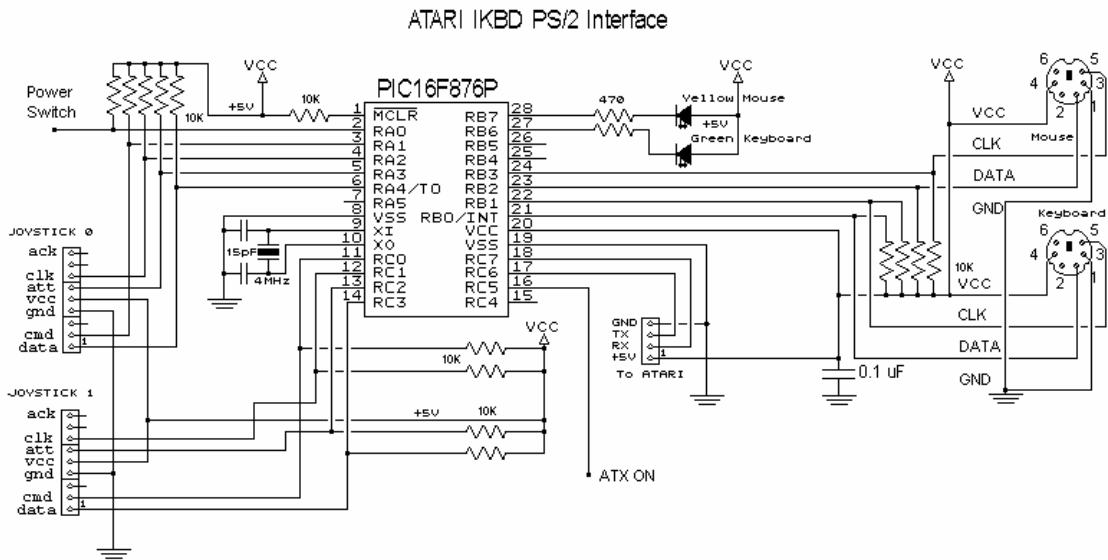 ATARI IKBD PS/2 Interface
Power
Switch
10K
VCC
+5V
10K
PIC16F876P
1 MCLR RB7 28
2 RA0 RB6 27
3 RA1 RB5 26
4 RA2 RB4 25
5 RA3 RB3 24
6 RA4/TO RB2 23
7 RA5 RB1 22
8 VSS RB0/INT 21
9 XI VCC 20
10 XO VSS 19
11 RC0 RC7 18
12 RC1 RC6 17
13 RC2 RC5 16
14 RC3 RC4 15
15pF
4MHz
470
VCC
Yellow Mouse
+5V
Green Keyboard
VCC
6 5
4 3
2 1
Mouse
VCC
CLK
DATA
GND
Keyboard
6 5
4 3
2 1
10K
VCC
CLK
DATA
GND
JOYSTICK 0
ack
clk
att
vcc
gnd
cmd
data 1
JOYSTICK 1
ack
clk
att
vcc
gnd
cmd
data 1
VCC
10K
+5V
10K
GND
TX
RX
+5V 1
To ATARI
0.1 uF
ATX ON